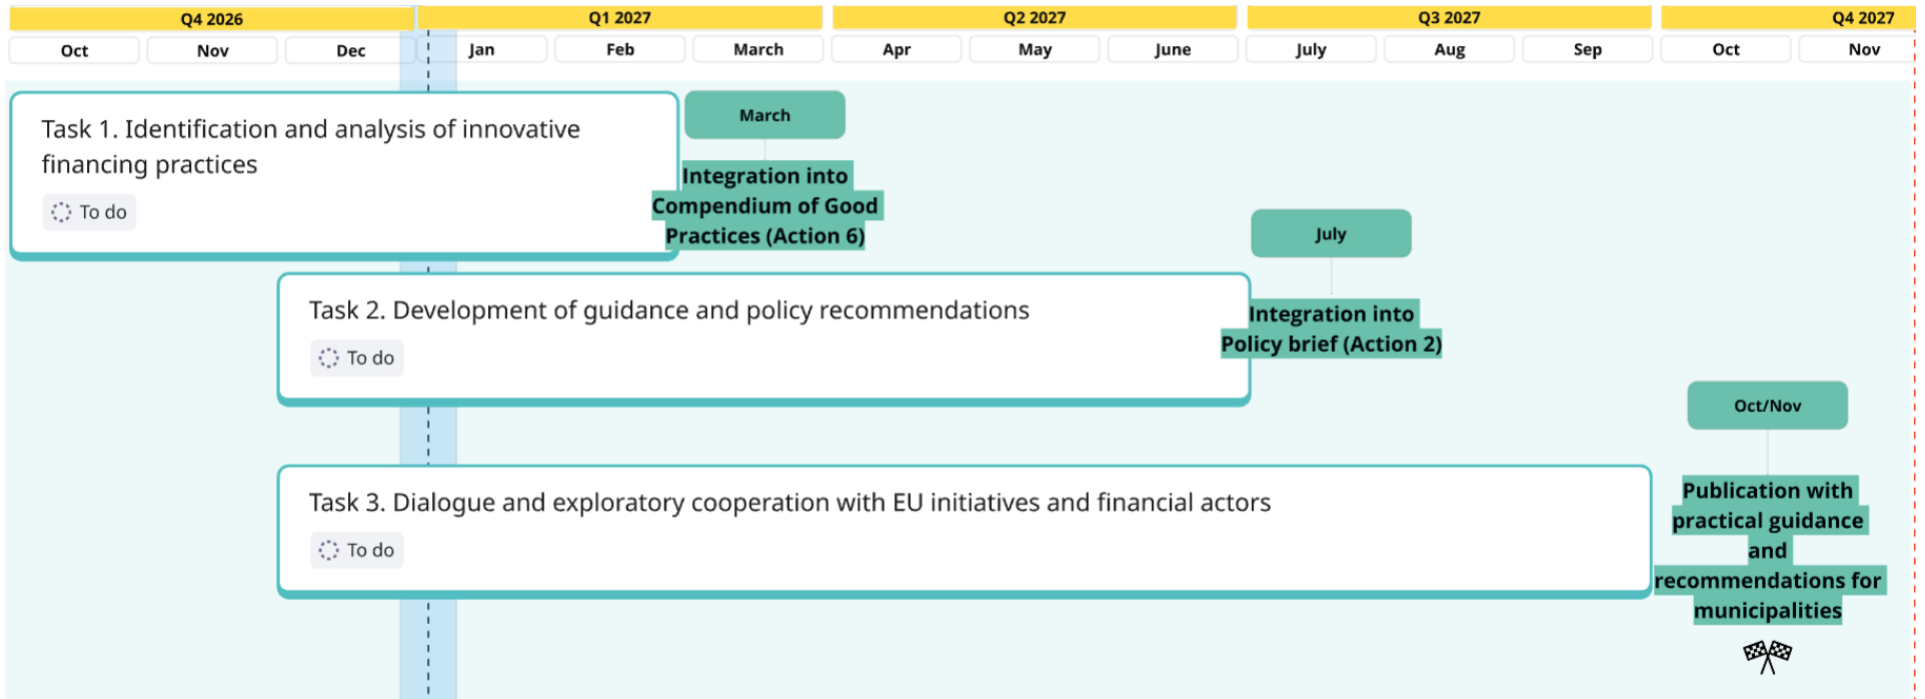 Q4 2026
Q1 2027
Q2 2027
Q3 2027
Q4 2027
Oct
Nov
Dec
Jan
Feb
March
Apr
May
June
July
Aug
Sep
Oct
Nov
Task 1. Identification and analysis of innovative
financing practices
To do
March
Integration into
Compendium of Good
Practices (Action 6)
Task 2. Development of guidance and policy recommendations
To do
July
Integration into
Policy brief (Action 2)
Task 3. Dialogue and exploratory cooperation with EU initiatives and financial actors
To do
Oct/Nov
Publication with
practical guidance
and
recommendations for
municipalities